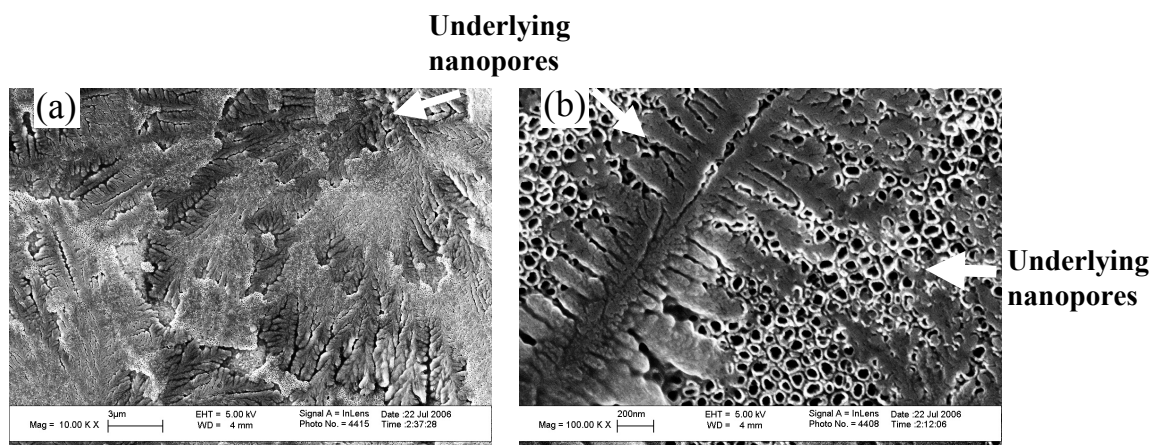 Underlying
nanopores
(a)
(b)
Underlying
nanopores
3µm
Mag = 10.00 K X
EHT = 5.00 kV
WD = 4 mm
Signal A = InLens
Photo No. = 4415
Date :22 Jul 2006
Time :2:37:28
200nm
Mag = 100.00 K X
EHT = 5.00 kV
WD = 4 mm
Signal A = InLens
Photo No. = 4408
Date :22 Jul 2006
Time :2:12:06